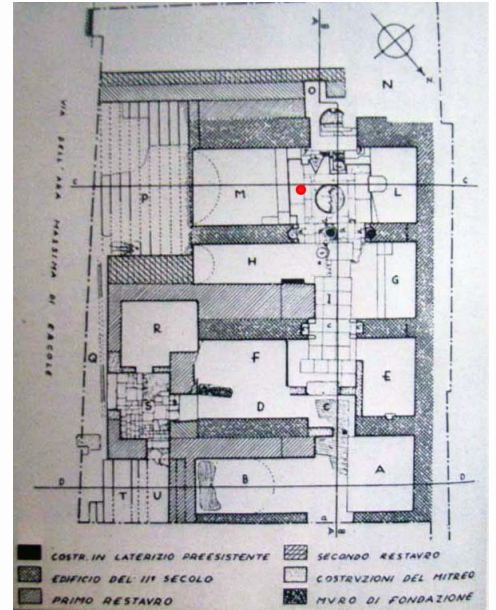 A
N.
N
O
VIA DELL'ARA MASSIMA DI ERCOLE
P
C
M
L
C
H
G
I
R
Q
F
E
S
D
C
D
B
A
D
T
U
a
A
COSTR. IN LATERIZIO PREESISTENTE
EDIFICIO DEL IIº SECOLO
PRIMO RESTAURO
SECONDO RESTAURO
COSTRUZIONI DEL MITREO
MURO DI FONDAZIONE